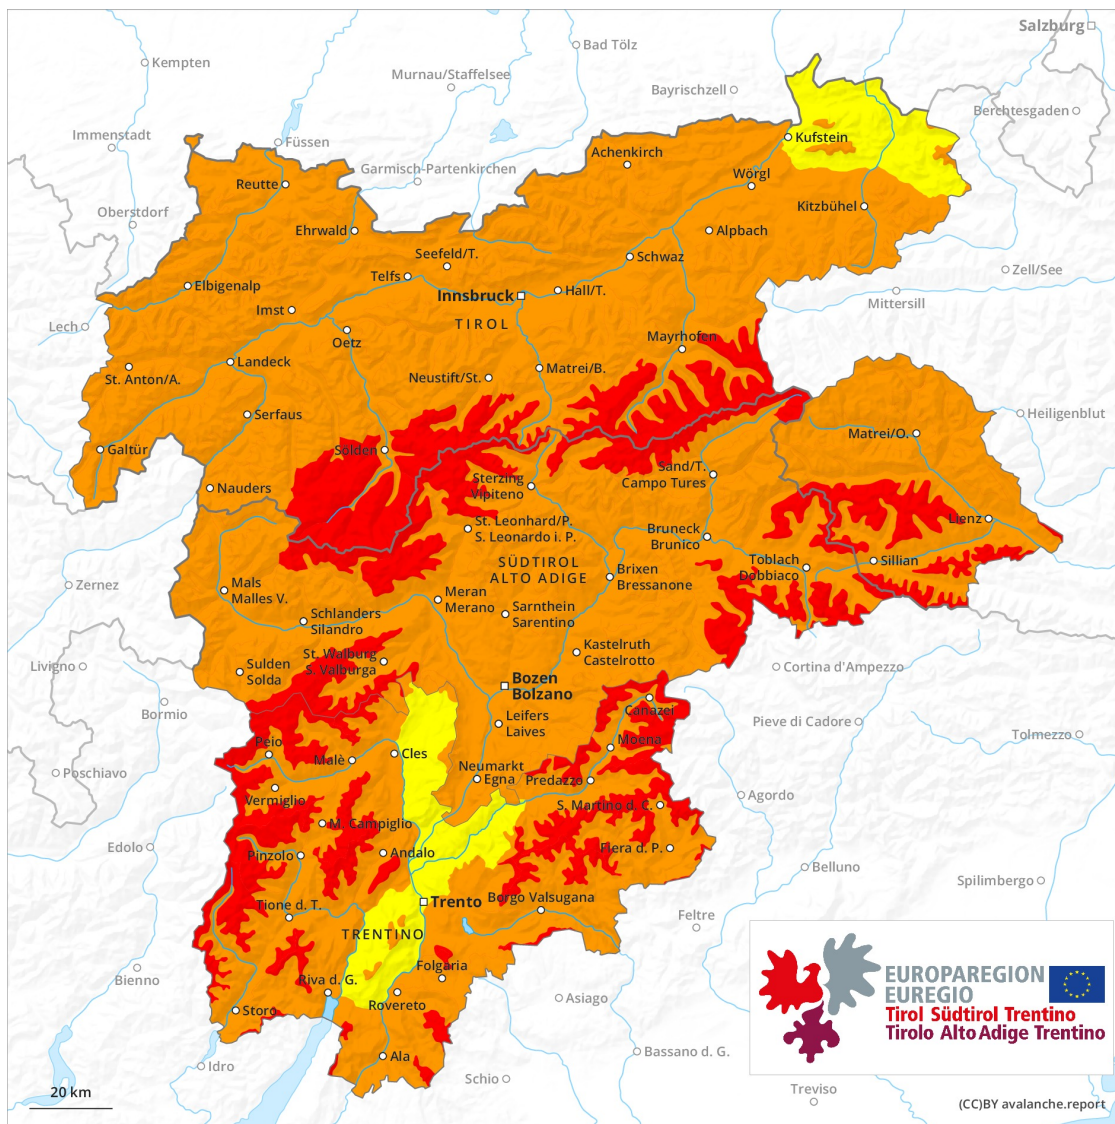 Salzburg
Bad Tölz
Kempten
Murnau/Staffelsee
Bayrischzell
Berchtesgaden
Immenstadt
Füssen
Kufstein
Achenkirch
Garmisch-Partenkirchen
Wörgl
Reutte
Kitzbühel
Oberstdorf
Ehrwald
Alpbach
Seefeld/T.
Schwaz
Telfs
Zell/See
Elbigenalp
Hall/T.
Innsbruck
Mittersill
Imst
TIROL
Lech
Oetz
Mayrhofen
Landeck
Matrei/B.
St. Anton/A.
Neustift/St.
Serfaus
Heiligenblut
Matrei/O.
Galtür
Sölden
Sand/T.
Campo Tures
Sterzing
Vipiteno
Nauders
Lienz
St. Leonhard/P.
S. Leonardo i. P.
Bruneck
Brunico
SÜDTIROL
ALTO ADIGE
Toblach
Dobbiaco
Sillian
Brixen
Bressanone
Zernez
Mals
Malles V.
Meran
Merano
Sarnthein
Sarentino
Schlanders
Silandro
Kastelruth
Castelrotto
St. Walburg
S. Valburga
Livigno
Sulden
Solda
Cortina d'Ampezzo
Bozen
Bolzano
Bormio
Canazei
Leifers
Laives
Pieve di Cadore
Tolmezzo
Peio
Moena
Cles
Malè
Poschiavo
Neumarkt
Egna
Predazzo
Vermiglio
Agordo
S. Martino d. C.
M. Campiglio
Edolo
Fiera d. P.
Andalo
Pinzolo
Belluno
Spilimbergo
Borgo Valsugana
Trento
Tione d. T.
Feltre
TRENTINO
Folgaria
Bienno
Riva d. G.
EUROPAREGION
EUREGIO
Tirol Südtirol Trentino
Tirolo Alto Adige Trentino
Asiago
Rovereto
Storo
Bassano d. G.
Ala
Idro
Schio
Treviso
20 km
(CC)BY avalanche.report